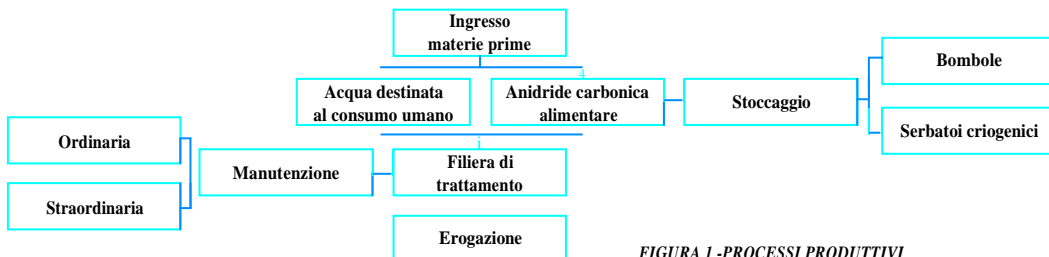 Ingresso
materie prime
Bombole
Acqua destinata
al consumo umano
Anidride carbonica
alimentare
Stoccaggio
Serbatoi criogenici
Ordinaria
Manutenzione
Filiera di
trattamento
Straordinaria
Erogazione
FIGURA 1 -PROCESSI PRODUTTIVI